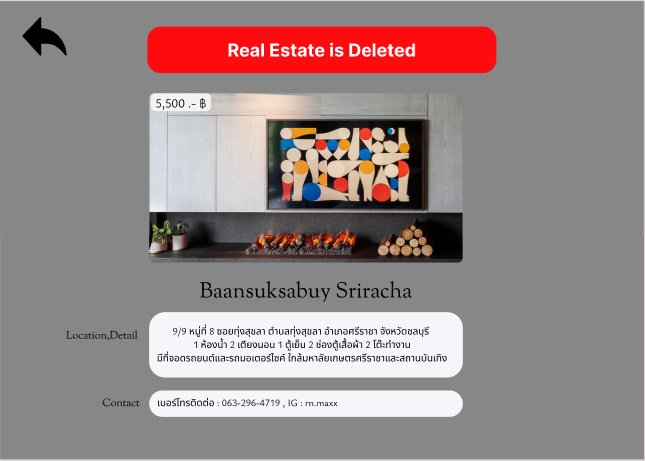 Real Estate is Deleted
5,500 .- ฿
Baansuksabuy Sriracha
Location,Detail
9/9 หมู่ที่ 8 ซอยทุ่งสุขลา ตำบลทุ่งสุขลา อำเภอศรีราชา จังหวัดชลบุรี
1 ห้องน้ำ 2 เตียงนอน 1 ตู้เย็น 2 ช่องตู้เสื้อผ้า 2 โต๊ะทำงาน
มีที่จอดรถยนต์และรถมอเตอร์ไซค์ ใกล้มหาลัยเกษตรศรีราชาและสถานบันเทิง
Contact
เบอร์โทรติดต่อ : 063-296-4719 , IG : rn.maxx